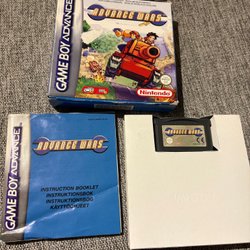 GAME BOY ADVANCE
ADVANCE WARS
Nintendo
GAME BOY ADVANCE
ADVANCE WARS
INSTRUCTION BOOKLET
INSTRUKTIONSBOK
INSTRUKTIONSBOG
KÄYTTÖOHJEET
ADVANCE WARS